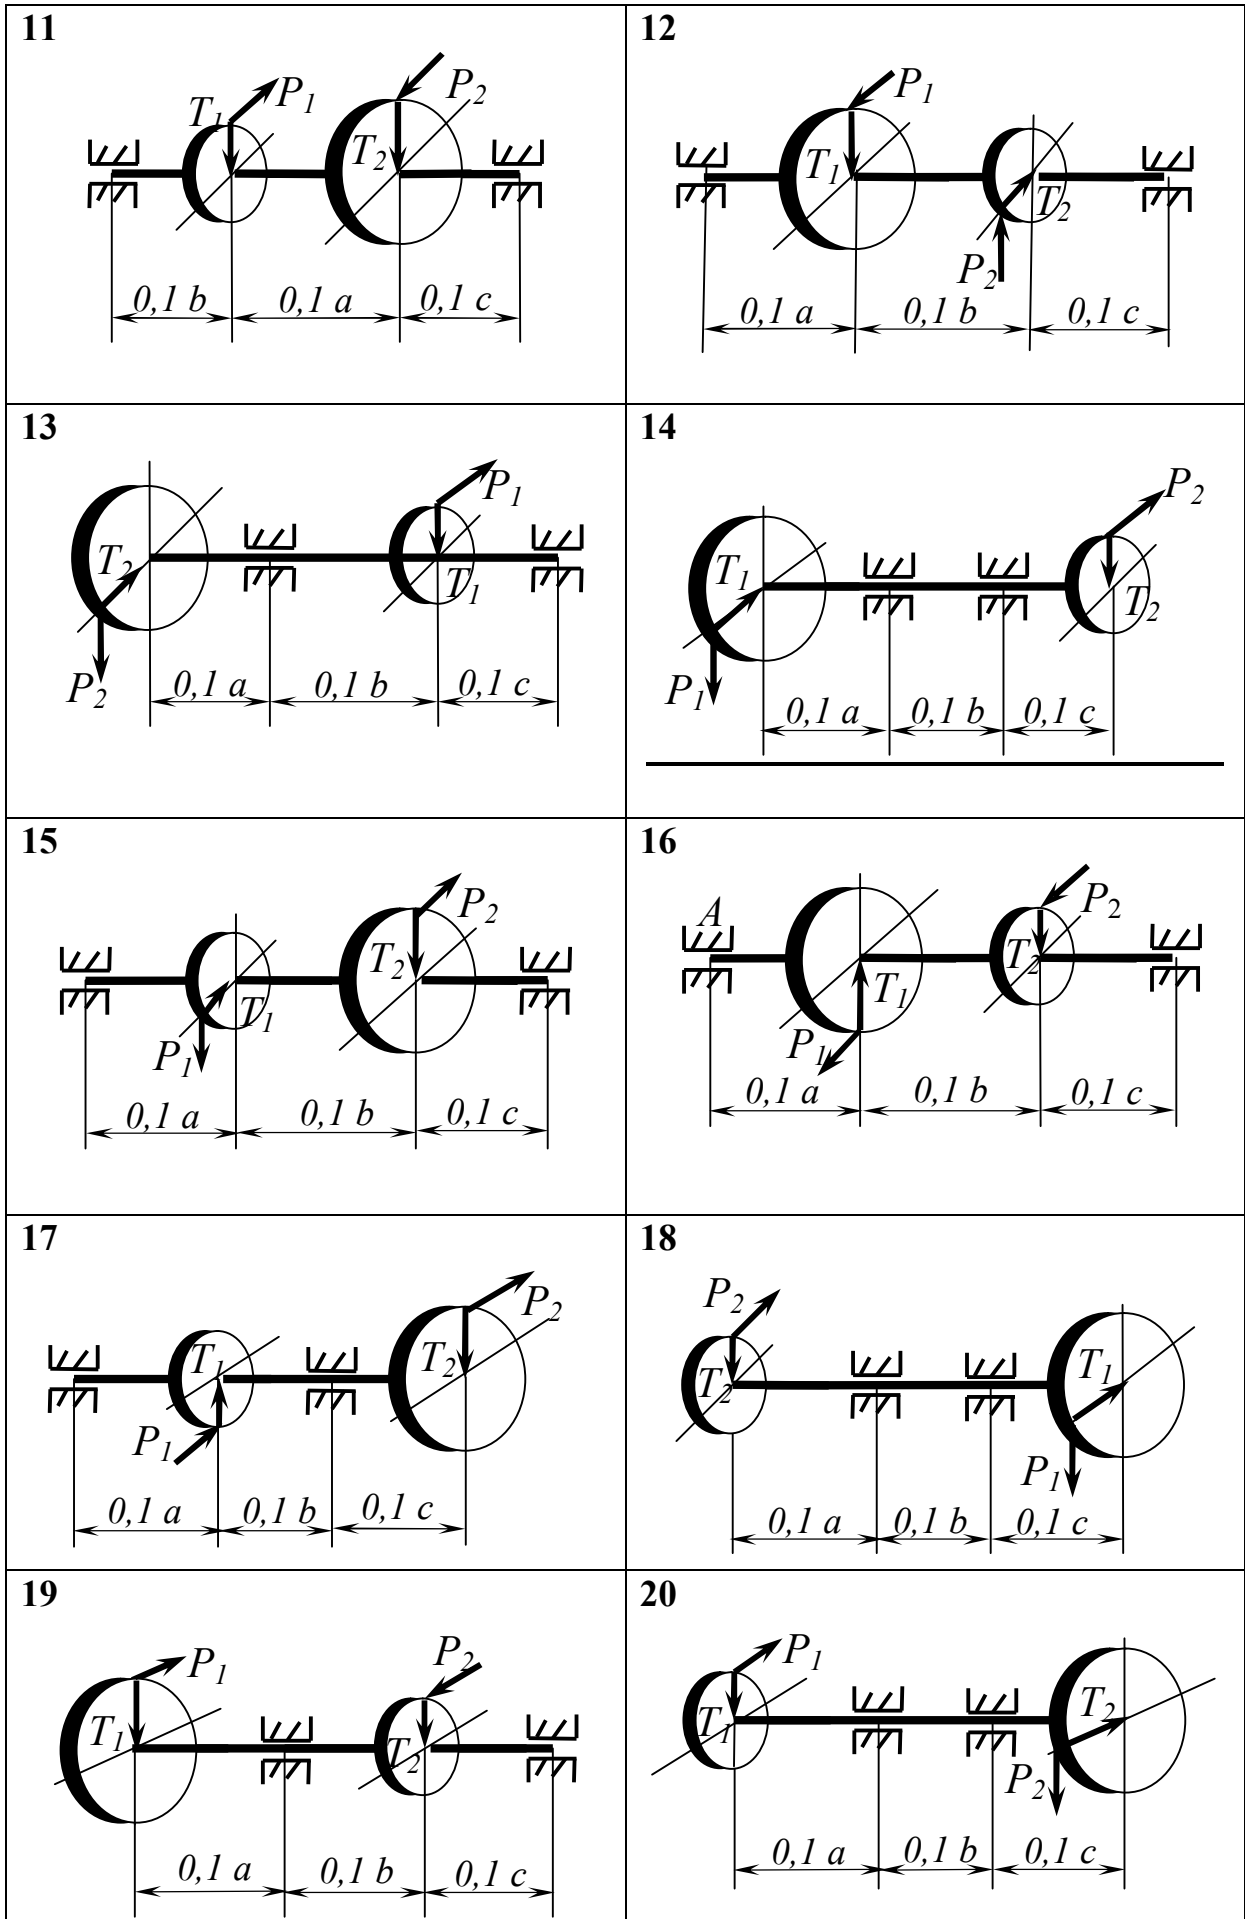 11
T₁ P₁ P₂
T₂
0,1 b 0,1 a 0,1 c
12
P₁
T₁ T₂
P₂
0,1 a 0,1 b 0,1 c
13
P₁
T₂ T₁
P₂ 0,1 a 0,1 b 0,1 c
14
P₂
T₁ T₂
P₁ 0,1 a 0,1 b 0,1 c
15
P₂
T₂
T₁
P₁
0,1 a 0,1 b 0,1 c
16
A P₂
T₂
T₁
P₁
0,1 a 0,1 b 0,1 c
17
P₂
T₁ T₂
P₁
0,1 a 0,1 b 0,1 c
18
P₂
T₂ T₁
P₁
0,1 a 0,1 b 0,1 c
19
P₁ P₂
T₁ T₂
0,1 a 0,1 b 0,1 c
20
P₁
T₁ T₂
P₂
0,1 a 0,1 b 0,1 c